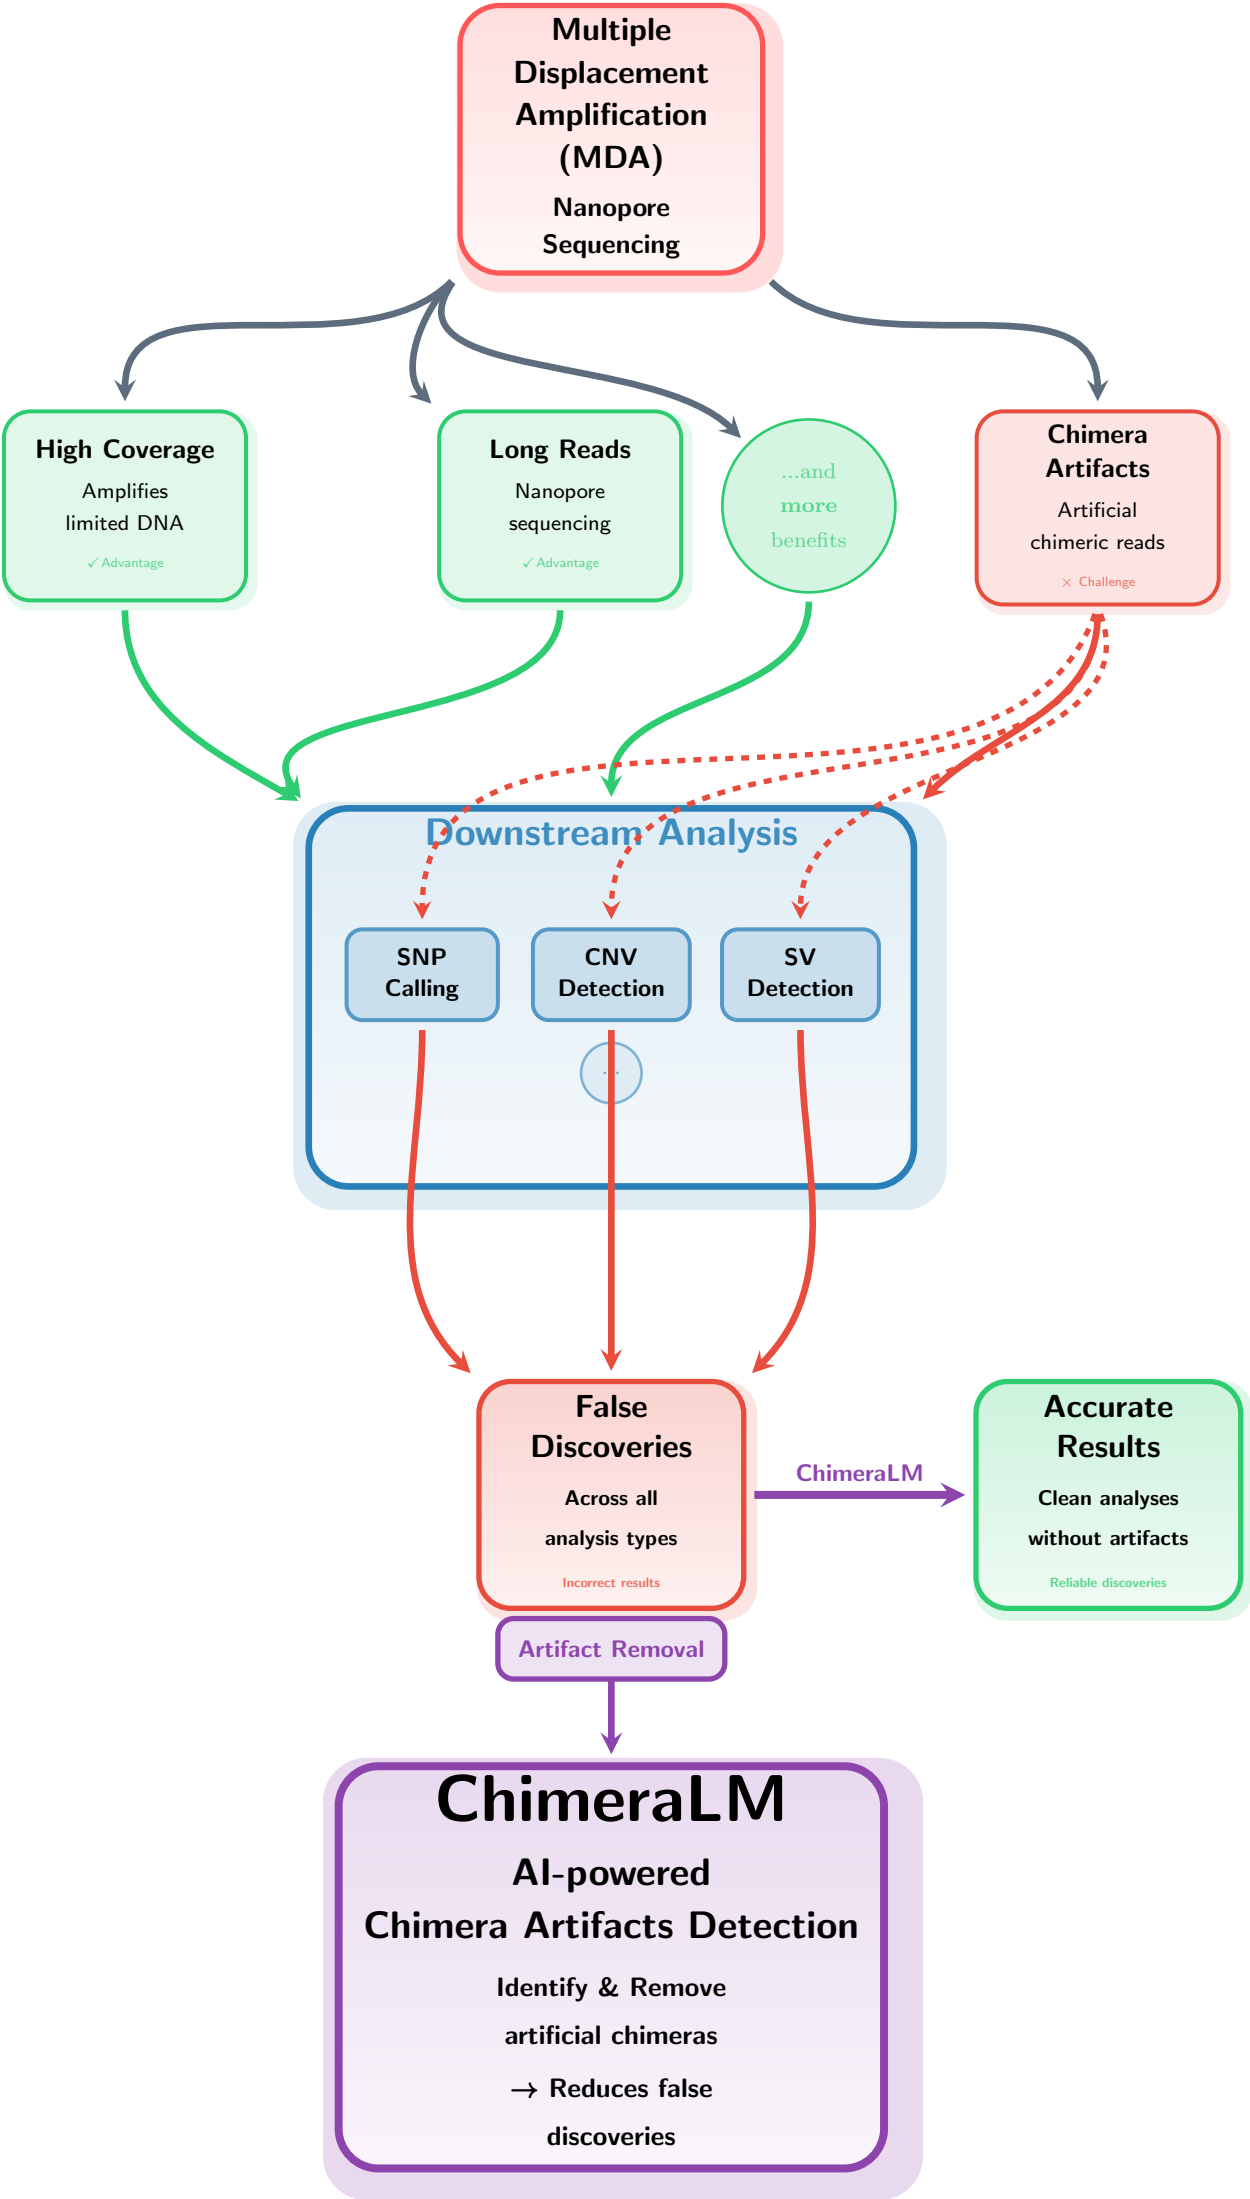 Multiple
Displacement
Amplification
(MDA)
Nanopore
Sequencing
High Coverage
Amplifies
limited DNA
✓Advantage
Long Reads
Nanopore
sequencing
✓Advantage
...and
more
benefits
Chimera
Artifacts
Artificial
chimeric reads
× Challenge
Downstream Analysis
SNP
Calling
CNV
Detection
SV
Detection
...
False
Discoveries
Across all
analysis types
Incorrect results
ChimeraLM
Accurate
Results
Clean analyses
without artifacts
Reliable discoveries
Artifact Removal
ChimeraLM
AI-powered
Chimera Artifacts Detection
Identify & Remove
artificial chimeras
→ Reduces false
discoveries